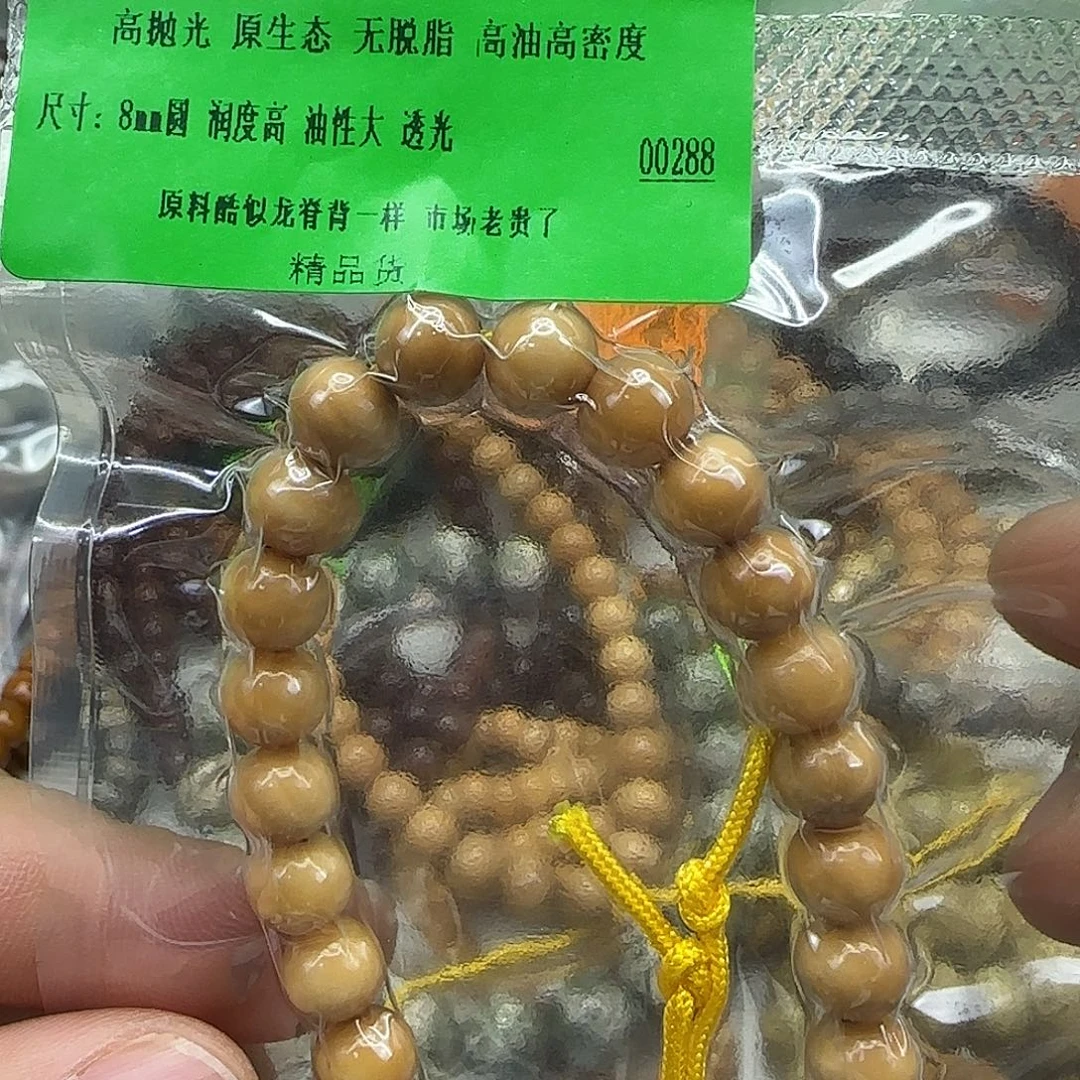 高抛光 原生态 无脱脂 高油高密度
尺寸：8mm圆 润度高 油性大 透光
00288
原料酷似龙脊背一样 市场老贵了
精品货